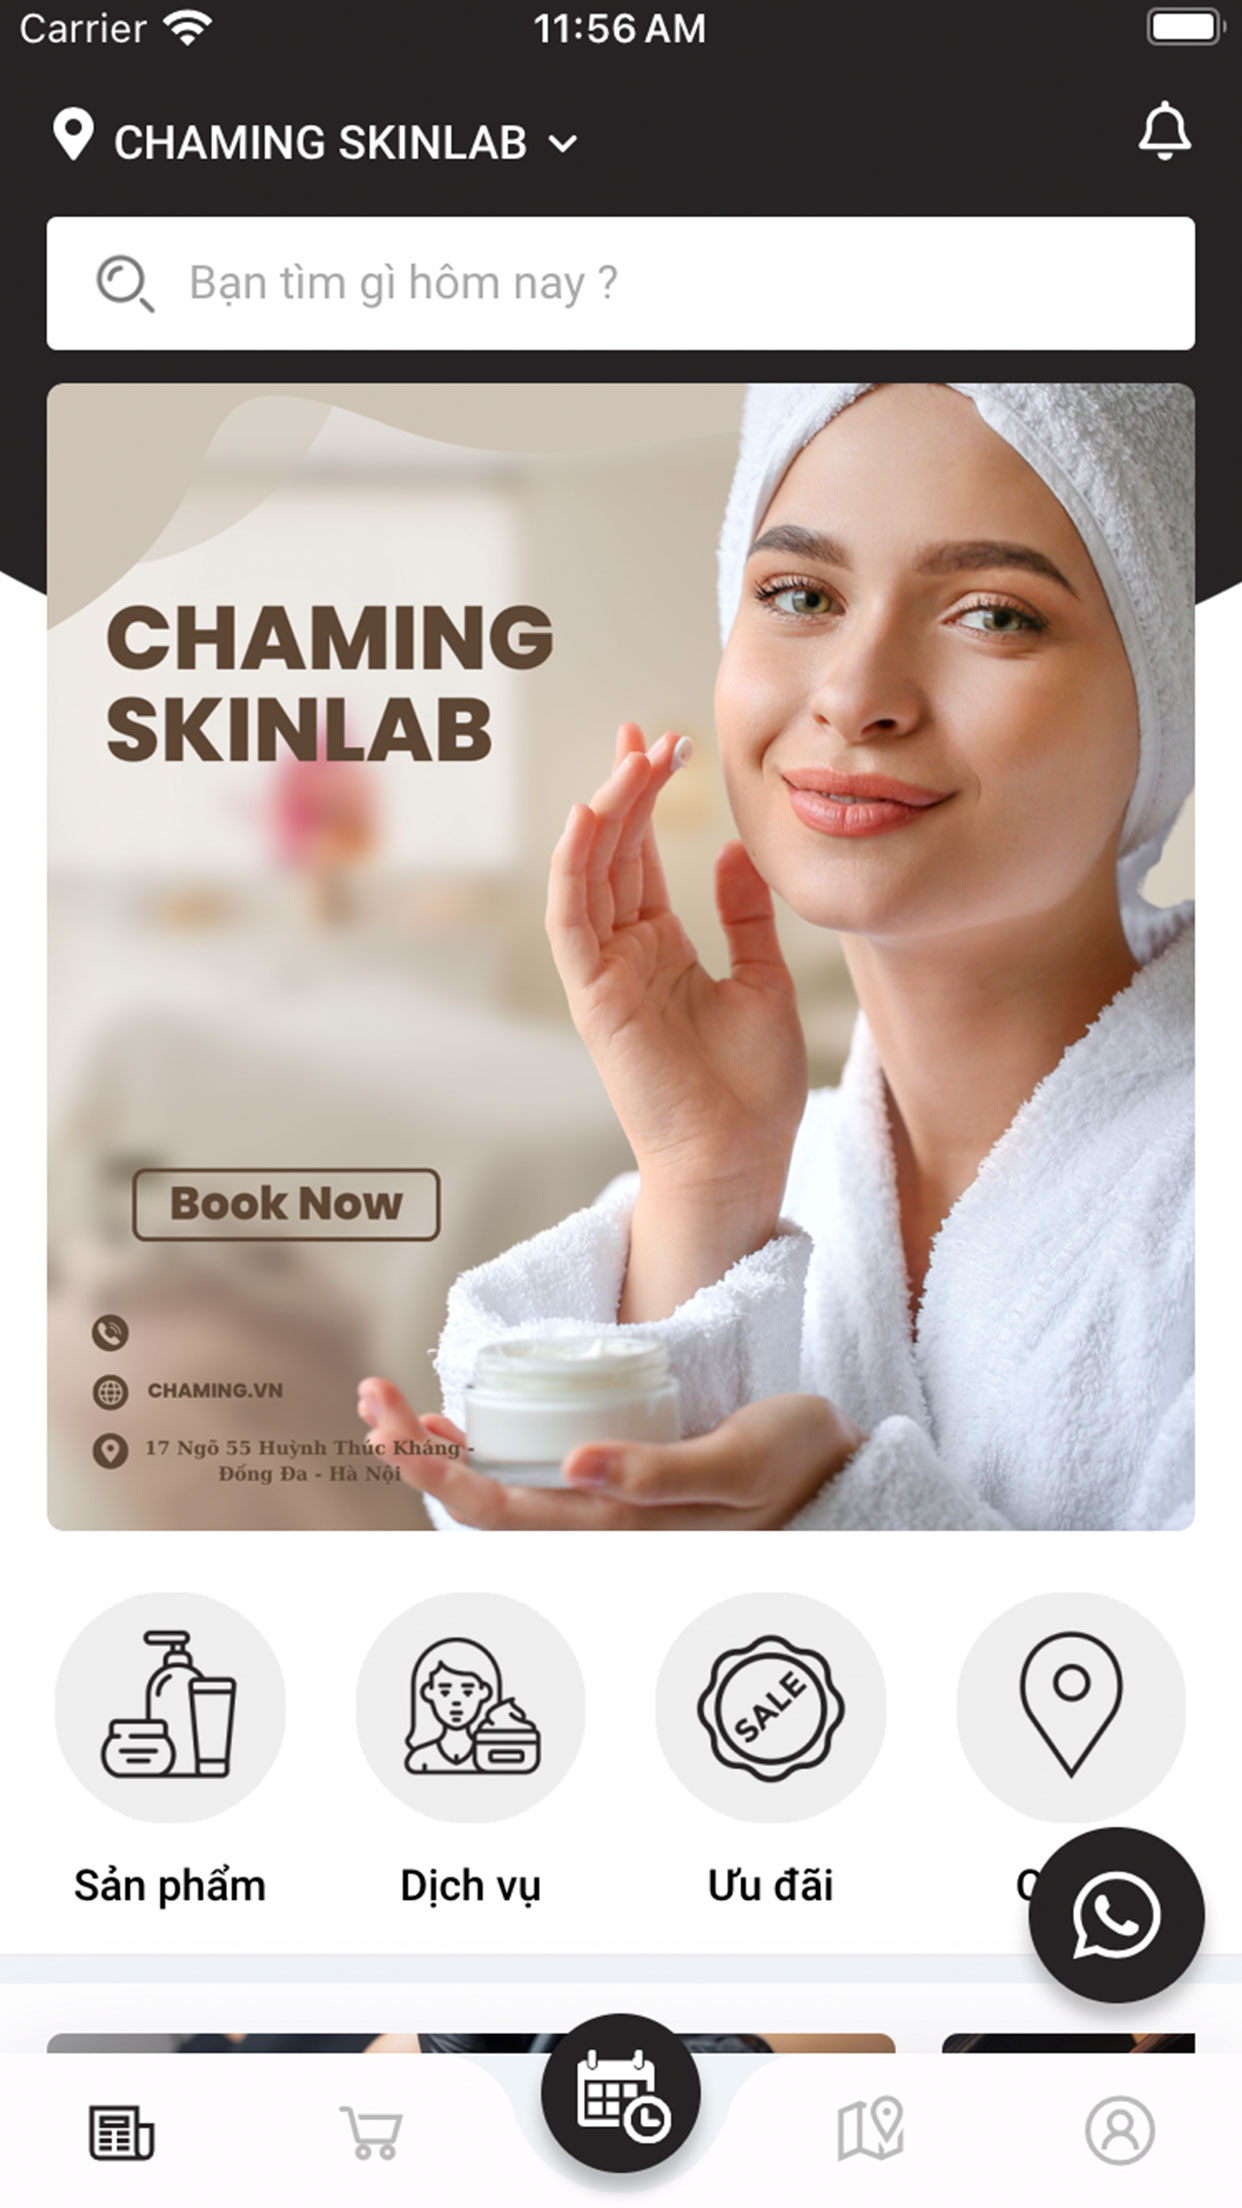 Carrier
11:56 AM
CHAMING SKINLAB
Bạn tìm gì hôm nay ?
CHAMING
SKINLAB
Book Now
CHAMING.VN
17 Ngõ 55 Huỳnh Thúc Kháng -
Đống Đa - Hà Nội
SALE
Sản phẩm
Dịch vụ
Ưu đãi